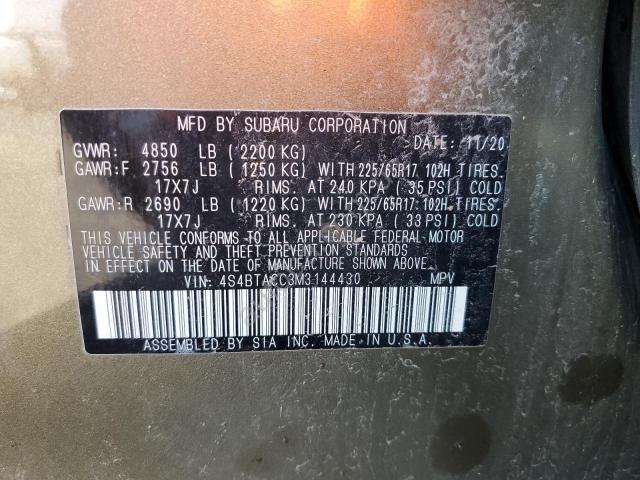 MFD BY SUBARU CORPORATION DATE: 11/20
GVWR: 4850 LB (2200 KG)
GAWR:F 2756 LB (1250 KG) WITH 225/65R17 102H TIRES.
17X7J RIMS. AT 240 KPA (35 PSI) COLD
GAWR:R 2690 LB (1220 KG) WITH 225/65R17 102H TIRES.
17X7J RIMS. AT 230 KPA (33 PSI) COLD
THIS VEHICLE CONFORMS TO ALL APPLICABLE FEDERAL MOTOR
VEHICLE SAFETY AND THEFT PREVENTION STANDARDS
IN EFFECT ON THE DATE OF MANUFACTURE SHOWN ABOVE.
VIN: 4S4BTACC3M3144430 MPV
ASSEMBLED BY SIA INC. MADE IN U.S.A.